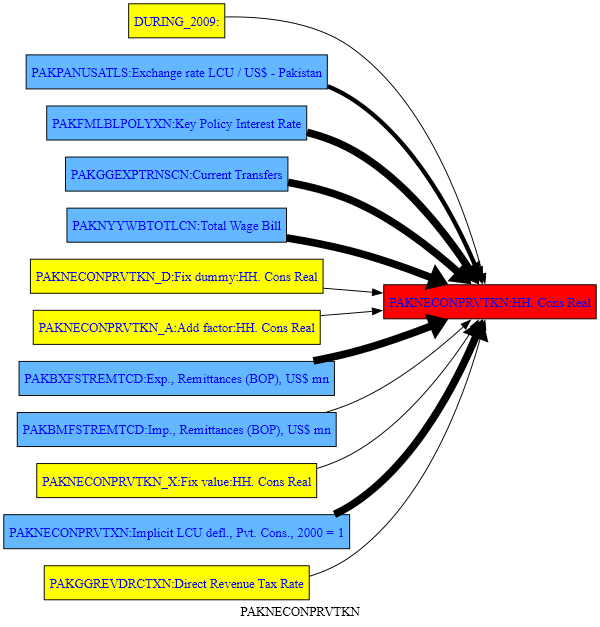 DURING_2009:
PAKPANUSATLS:Exchange rate LCU / US$ - Pakistan
PAKFMLBLPOLYXN:Key Policy Interest Rate
PAKGGEXPTRNSCN:Current Transfers
PAKNYYWBTOTLCN:Total Wage Bill
PAKNECONPRVTKN_D:Fix dummy:HH. Cons Real
PAKNECONPRVTKN:HH. Cons Real
PAKNECONPRVTKN_A:Add factor:HH. Cons Real
PAKBXFSTREMTCD:Exp., Remittances (BOP), US$ mn
PAKBMFSTREMTCD:Imp., Remittances (BOP), US$ mn
PAKNECONPRVTKN_X:Fix value:HH. Cons Real
PAKNECONPRVTXN:Implicit LCU defl., Pvt. Cons., 2000 = 1
PAKGGREVDRCTXN:Direct Revenue Tax Rate
PAKNECONPRVTKN